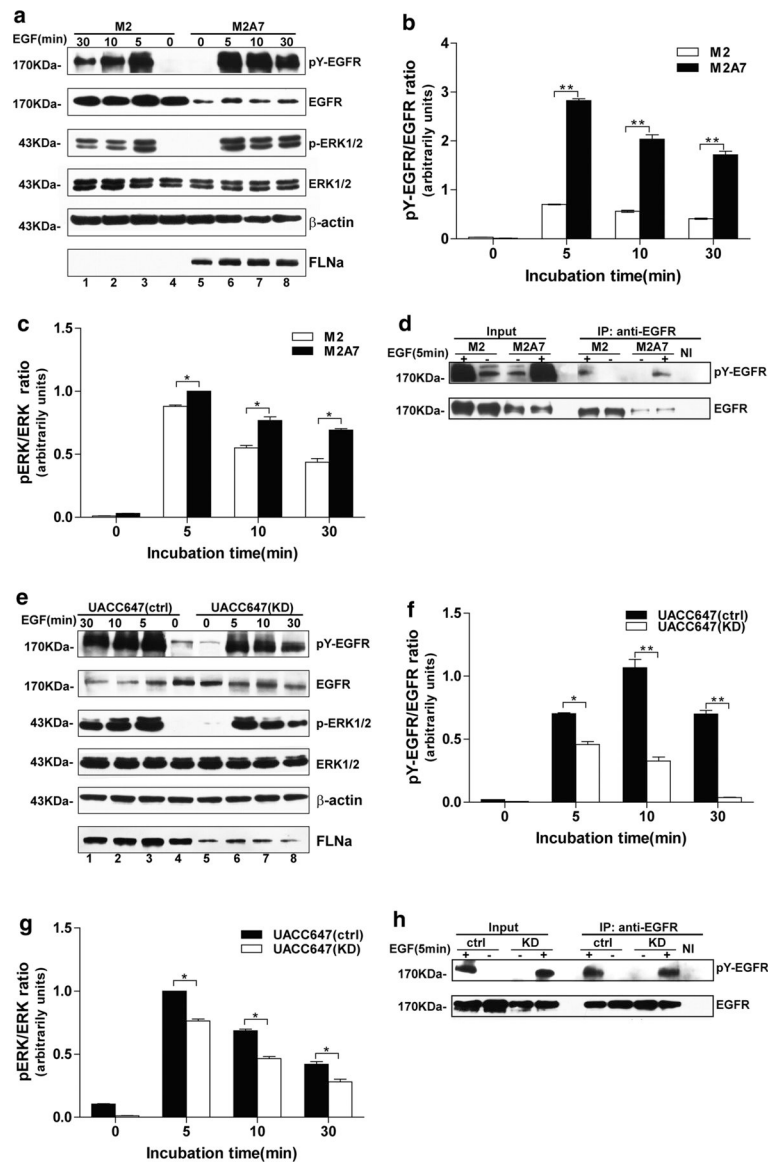 a
M2 M2A7
EGF(min) 30 10 5 0 0 5 10 30
170KDa- pY-EGFR
170KDa- EGFR
43KDa- p-ERK1/2
ERK1/2
43KDa- β-actin
FLNa
1 2 3 4 5 6 7 8
b
pY-EGFR/EGFR ratio
(arbitrarily units)
4
3
2
1
0
M2
M2A7
** ** **
0 5 10 30
Incubation time(min)
c
pERK/ERK ratio
(arbitrarily units)
1.5
1.0
0.5
0.0
M2
M2A7
* * *
0 5 10 30
Incubation time(min)
d
Input IP: anti-EGFR
M2 M2A7 M2 M2A7 NI
EGF(5min) + - - + + - - +
170KDa- pY-EGFR
170KDa- EGFR
e
UACC647(ctrl) UACC647(KD)
EGF(min) 30 10 5 0 0 5 10 30
170KDa- pY-EGFR
170KDa- EGFR
43KDa- p-ERK1/2
43KDa- ERK1/2
43KDa- β-actin
FLNa
1 2 3 4 5 6 7 8
f
pY-EGFR/EGFR ratio
(arbitrarily units)
1.5
1.0
0.5
0.0
UACC647(ctrl)
UACC647(KD)
* ** **
0 5 10 30
Incubation time(min)
g
pERK/ERK ratio
(arbitrarily units)
1.5
1.0
0.5
0.0
UACC647(ctrl)
UACC647(KD)
* * *
0 5 10 30
Incubation time(min)
h
Input IP: anti-EGFR
ctrl KD ctrl KD NI
EGF(5min) + - - + + - - +
170KDa- pY-EGFR
170KDa- EGFR